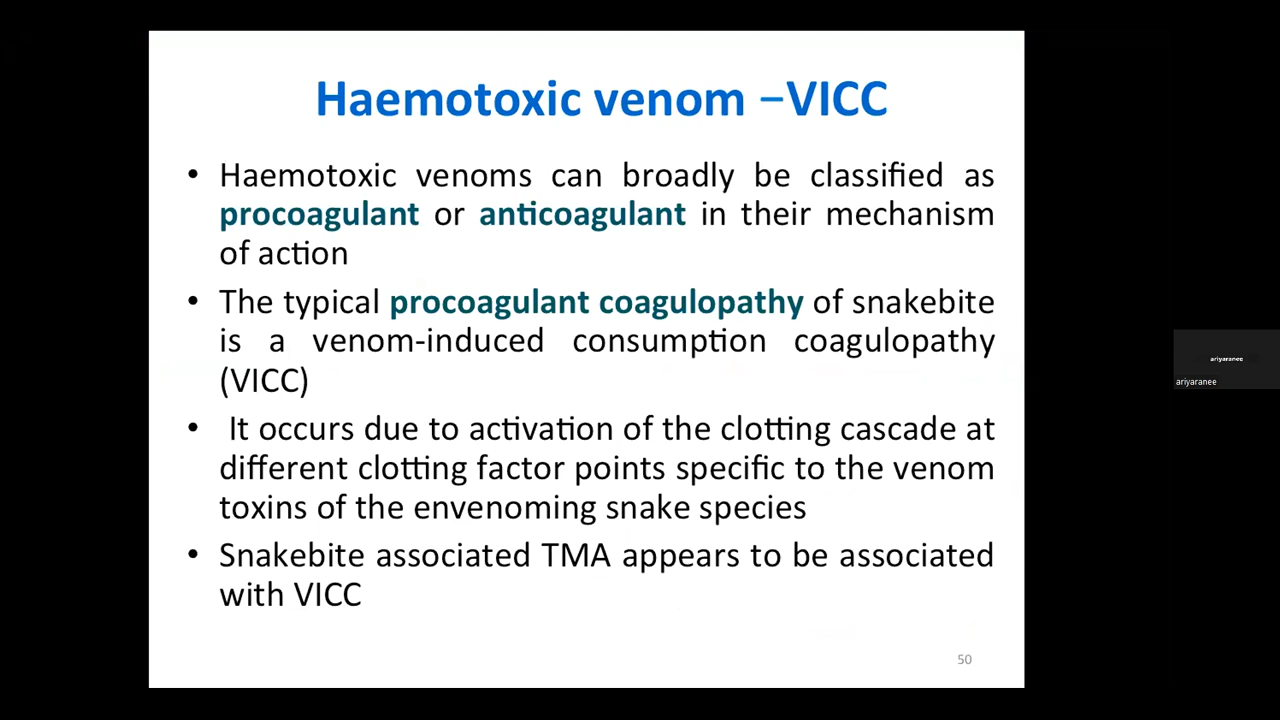 Haemotoxic venom –VICC
• Haemotoxic venoms can broadly be classified as
procoagulant or anticoagulant in their mechanism
of action
• The typical procoagulant coagulopathy of snakebite
is a venom-induced consumption coagulopathy
(VICC)
• It occurs due to activation of the clotting cascade at
different clotting factor points specific to the venom
toxins of the envenoming snake species
• Snakebite associated TMA appears to be associated
with VICC
50
ariyaranee
ariyaranee